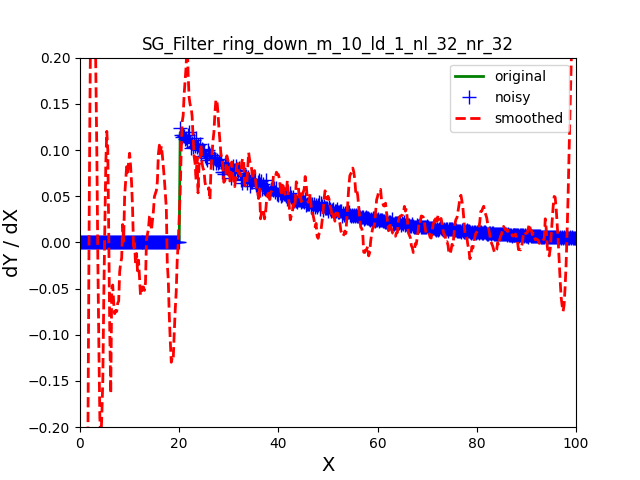 SG_Filter_ring_down_m_10_ld_1_nl_32_nr_32
original
noisy
smoothed
0.20
0.15
0.10
0.05
0.00
−0.05
−0.10
−0.15
−0.20
dY / dX
0
20
40
60
80
100
X